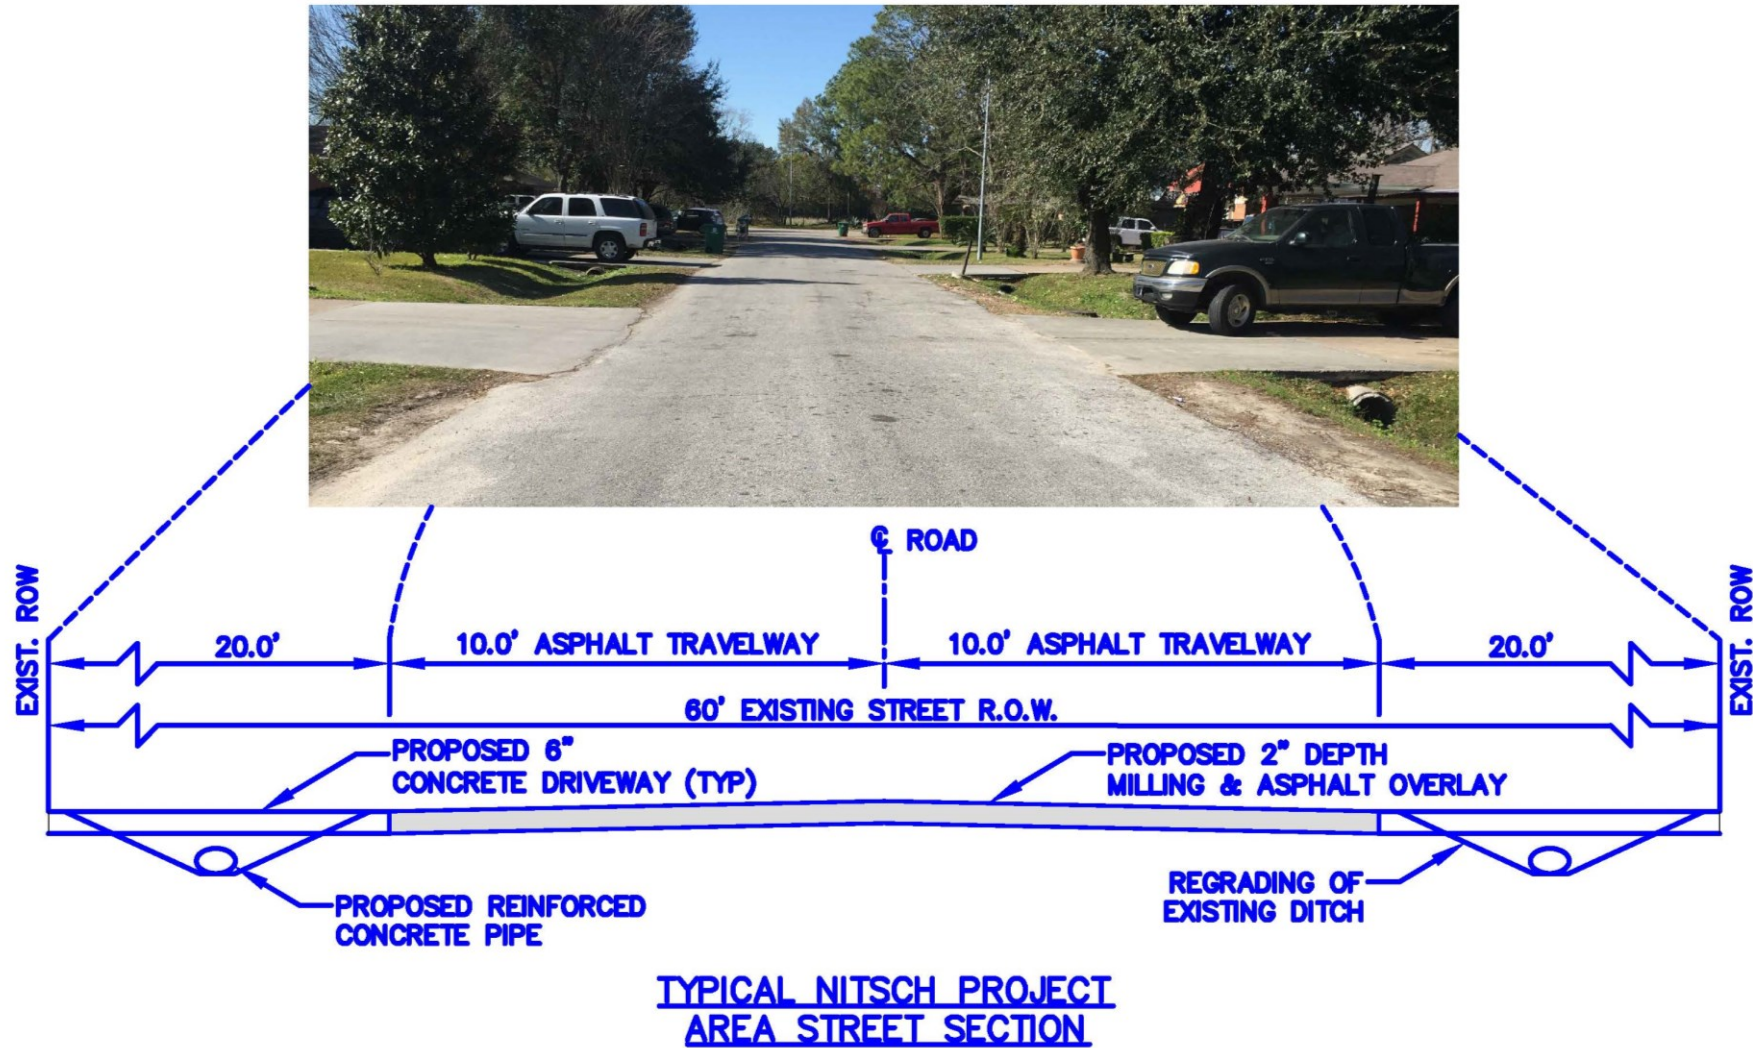 ℄ ROAD
EXIST. ROW
20.0'
10.0' ASPHALT TRAVELWAY
10.0' ASPHALT TRAVELWAY
20.0'
EXIST. ROW
60' EXISTING STREET R.O.W.
PROPOSED 6"
CONCRETE DRIVEWAY (TYP)
PROPOSED 2" DEPTH
MILLING & ASPHALT OVERLAY
PROPOSED REINFORCED
CONCRETE PIPE
REGRADING OF
EXISTING DITCH
TYPICAL NITSCH PROJECT
AREA STREET SECTION